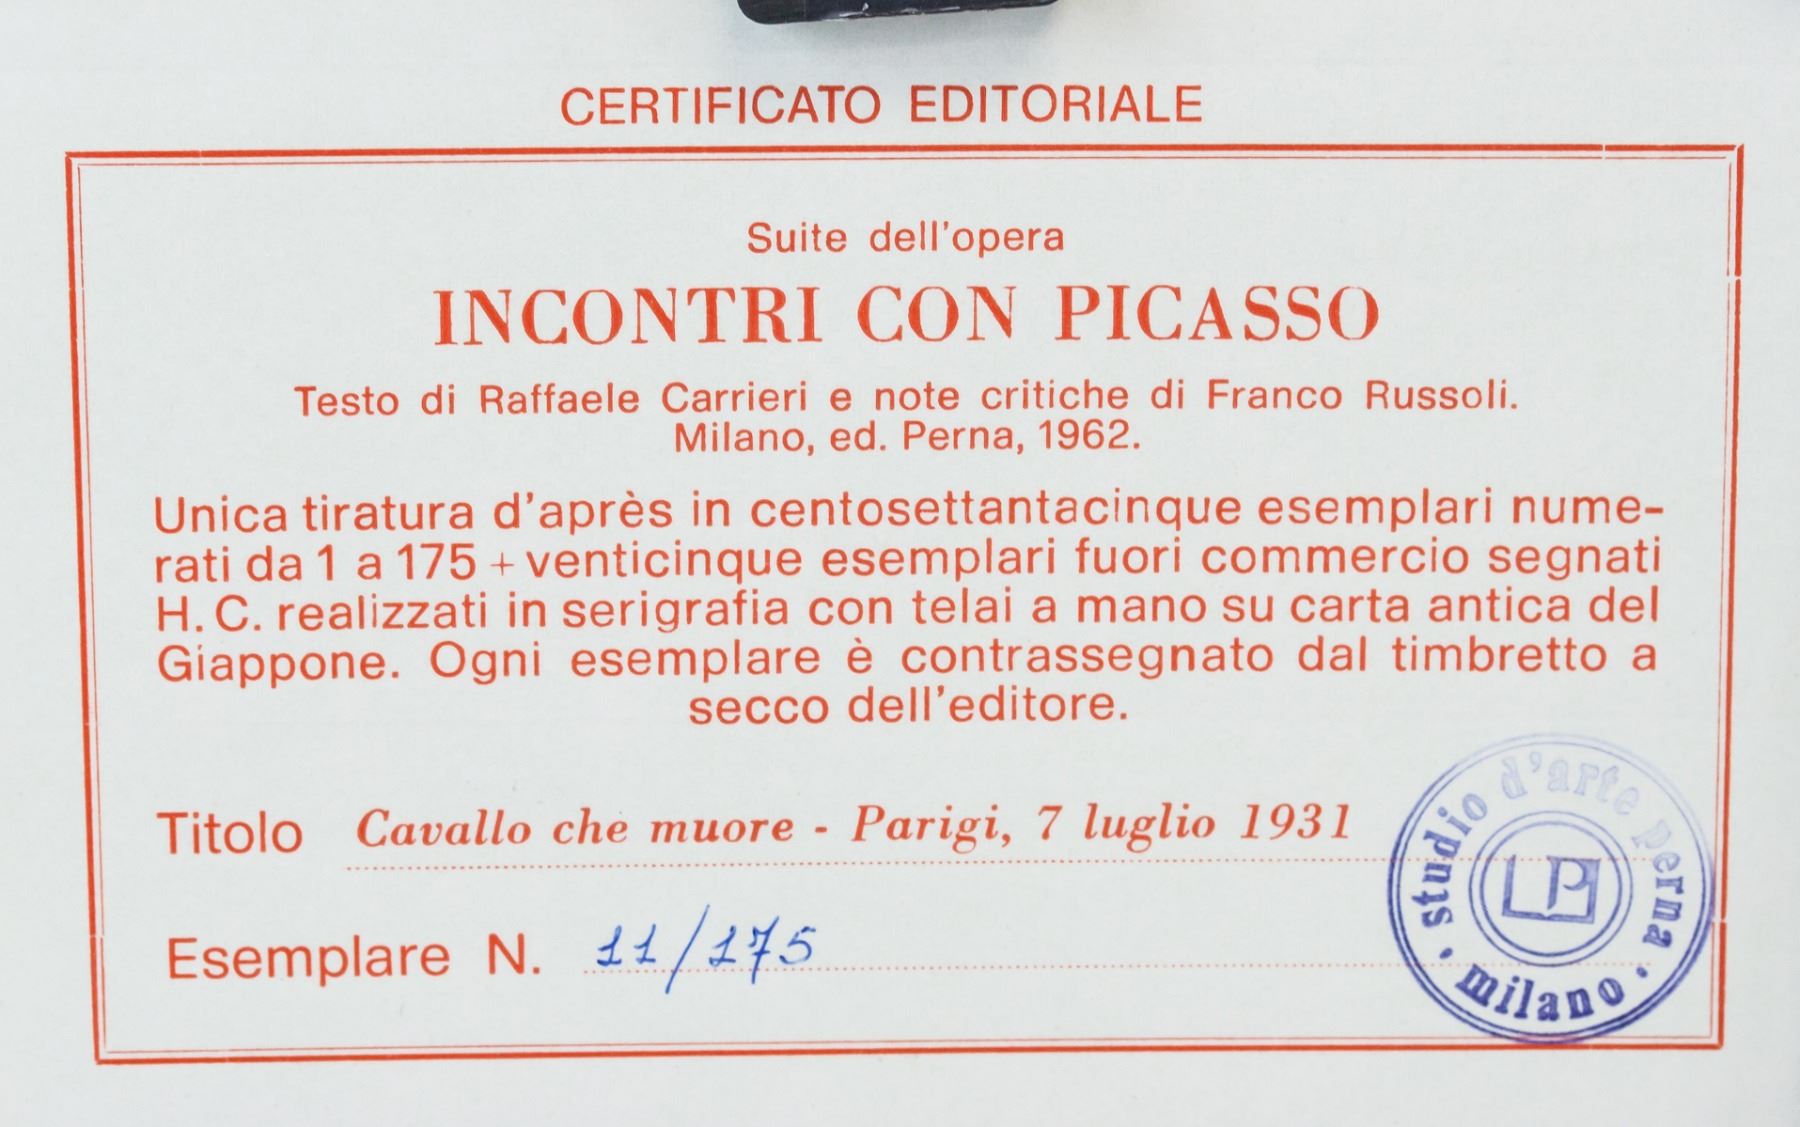 CERTIFICATO EDITORIALE
Suite dell'opera
INCONTRI CON PICASSO
Testo di Raffaele Carrieri e note critiche di Franco Russoli.
Milano, ed. Perna, 1962.
Unica tiratura d'après in centosettantacinque esemplari nume-
rati da 1 a 175 + venticinque esemplari fuori commercio segnati
H. C. realizzati in serigrafia con telai a mano su carta antica del
Giappone. Ogni esemplare è contrassegnato dal timbretto a
secco dell'editore.
Titolo Cavallo che muore - Parigi, 7 luglio 1931
Esemplare N. 11/175
studio d'arte perna
LP
· milano ·